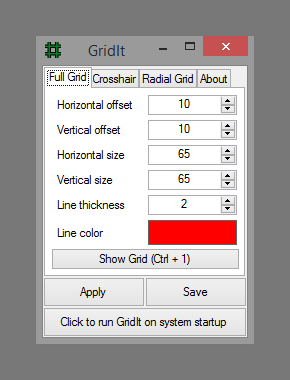 GridIt
Full Grid Crosshair Radial Grid About
Horizontal offset 10
Vertical offset 10
Horizontal size 65
Vertical size 65
Line thickness 2
Line color
Show Grid (Ctrl + 1)
Apply Save
Click to run GridIt on system startup